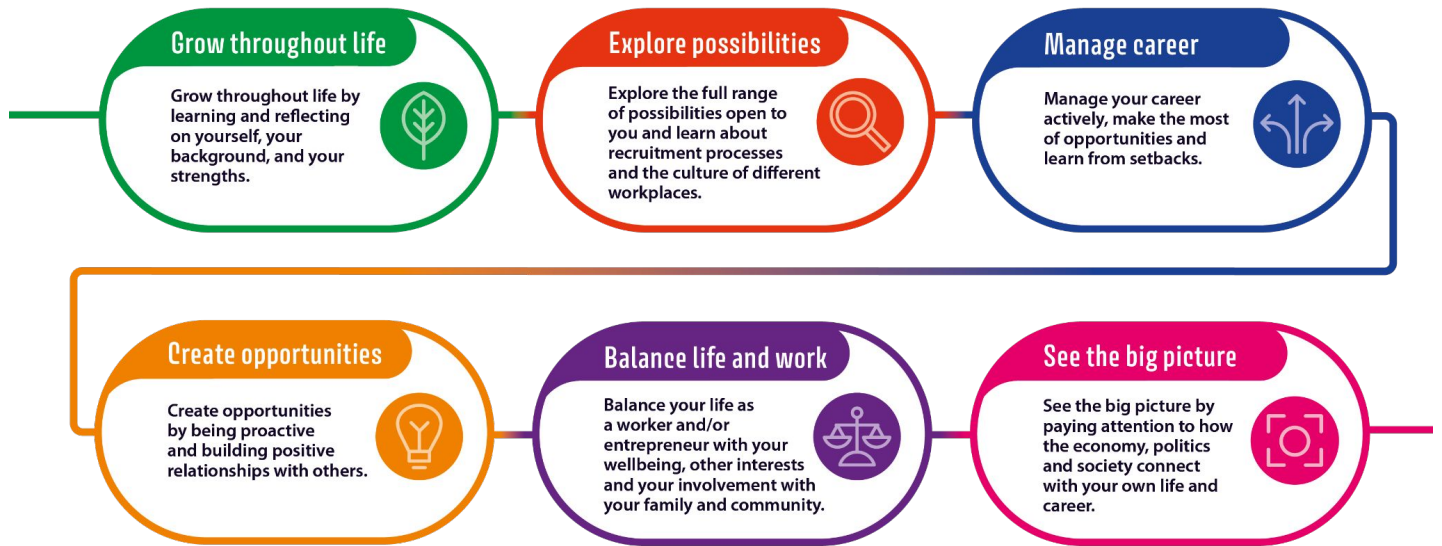 Grow throughout life
Grow throughout life by
learning and reflecting
on yourself, your
background, and your
strengths.
Explore possibilities
Explore the full range
of possibilities open to
you and learn about
recruitment processes
and the culture of different
workplaces.
Manage career
Manage your career
actively, make the most
of opportunities and
learn from setbacks.
Create opportunities
Create opportunities
by being proactive
and building positive
relationships with others.
Balance life and work
Balance your life as
a worker and/or
entrepreneur with your
wellbeing, other interests
and your involvement with
your family and community.
See the big picture
See the big picture by
paying attention to how
the economy, politics
and society connect
with your own life and
career.